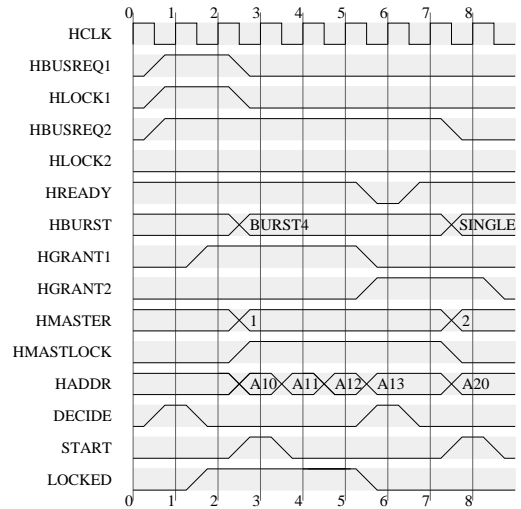 0 1 2 3 4 5 6 7 8
HCLK
HBUSREQ1
HLOCK1
HBUSREQ2
HLOCK2
HREADY
HBURST BURST4 SINGLE
HGRANT1
HGRANT2
HMASTER 1 2
HMASTLOCK
HADDR A10 A11 A12 A13 A20
DECIDE
START
LOCKED
0 1 2 3 4 5 6 7 8